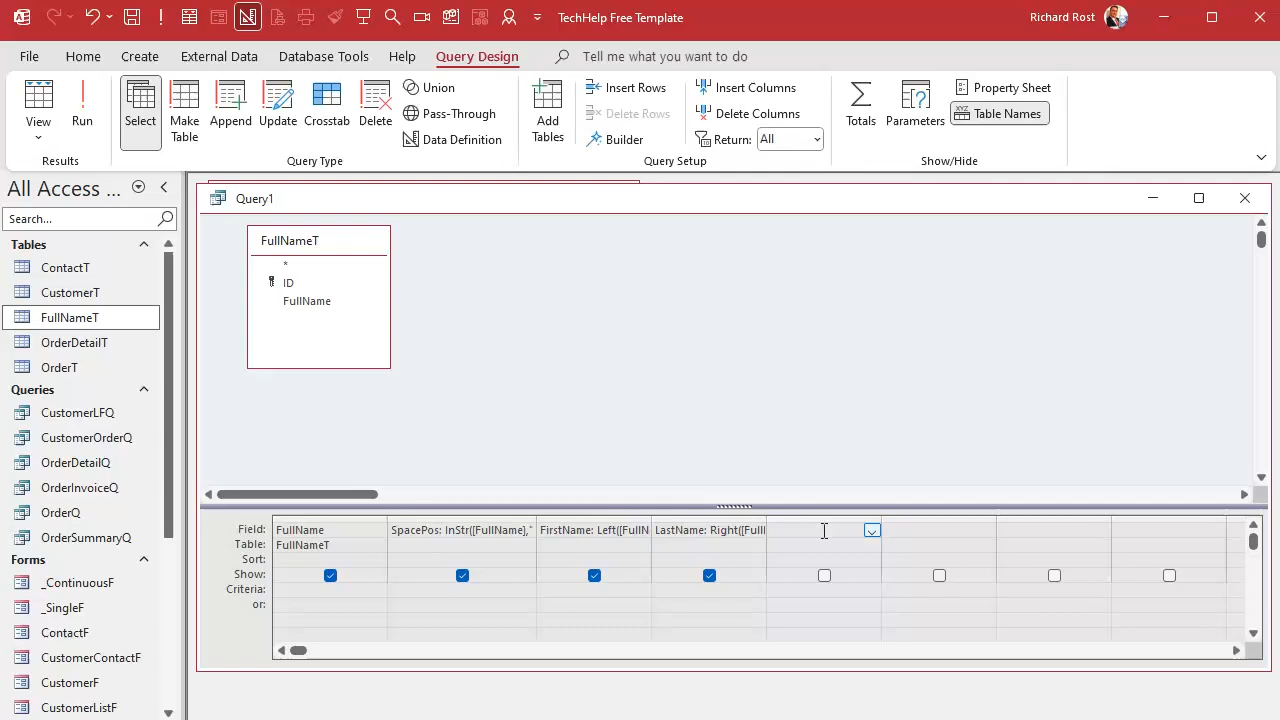 TechHelp Free Template
Richard Rost
File
Home
Create
External Data
Database Tools
Help
Query Design
Tell me what you want to do
View
Run
Results
Select
Make Table
Append
Update
Crosstab
Delete
Union
Pass-Through
Data Definition
Query Type
Add Tables
Insert Rows
Delete Rows
Builder
Insert Columns
Delete Columns
Return: All
Query Setup
Totals
Parameters
Property Sheet
Table Names
Show/Hide
All Access ...
Search...
Tables
ContactT
CustomerT
FullNameT
OrderDetailT
OrderT
Queries
CustomerLFQ
CustomerOrderQ
OrderDetailQ
OrderInvoiceQ
OrderQ
OrderSummaryQ
Forms
_ContinuousF
_SingleF
ContactF
CustomerContactF
CustomerF
CustomerListF
Query1
FullNameT
*
ID
FullName
Field: FullName SpacePos: InStr([FullName]," FirstName: Left([FullN LastName: Right([Full
Table: FullNameT
Sort:
Show:
Criteria:
or: